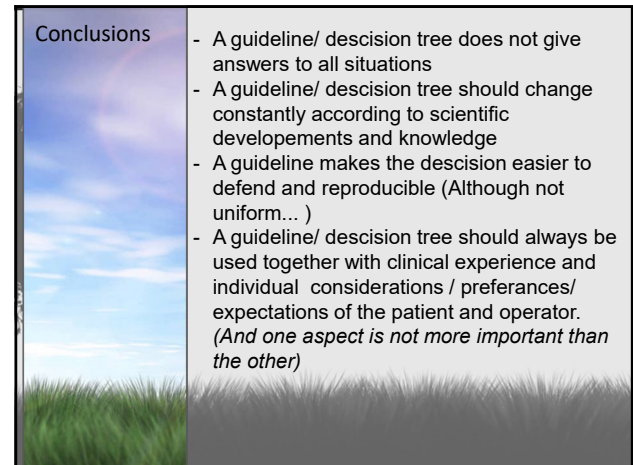 Conclusions
- A guideline/ descision tree does not give
answers to all situations
- A guideline/ descision tree should change
constantly according to scientific
developements and knowledge
- A guideline makes the descision easier to
defend and reproducible (Although not
uniform... )
- A guideline/ descision tree should always be
used together with clinical experience and
individual  considerations / preferances/
expectations of the patient and operator.
(And one aspect is not more important than
the other)